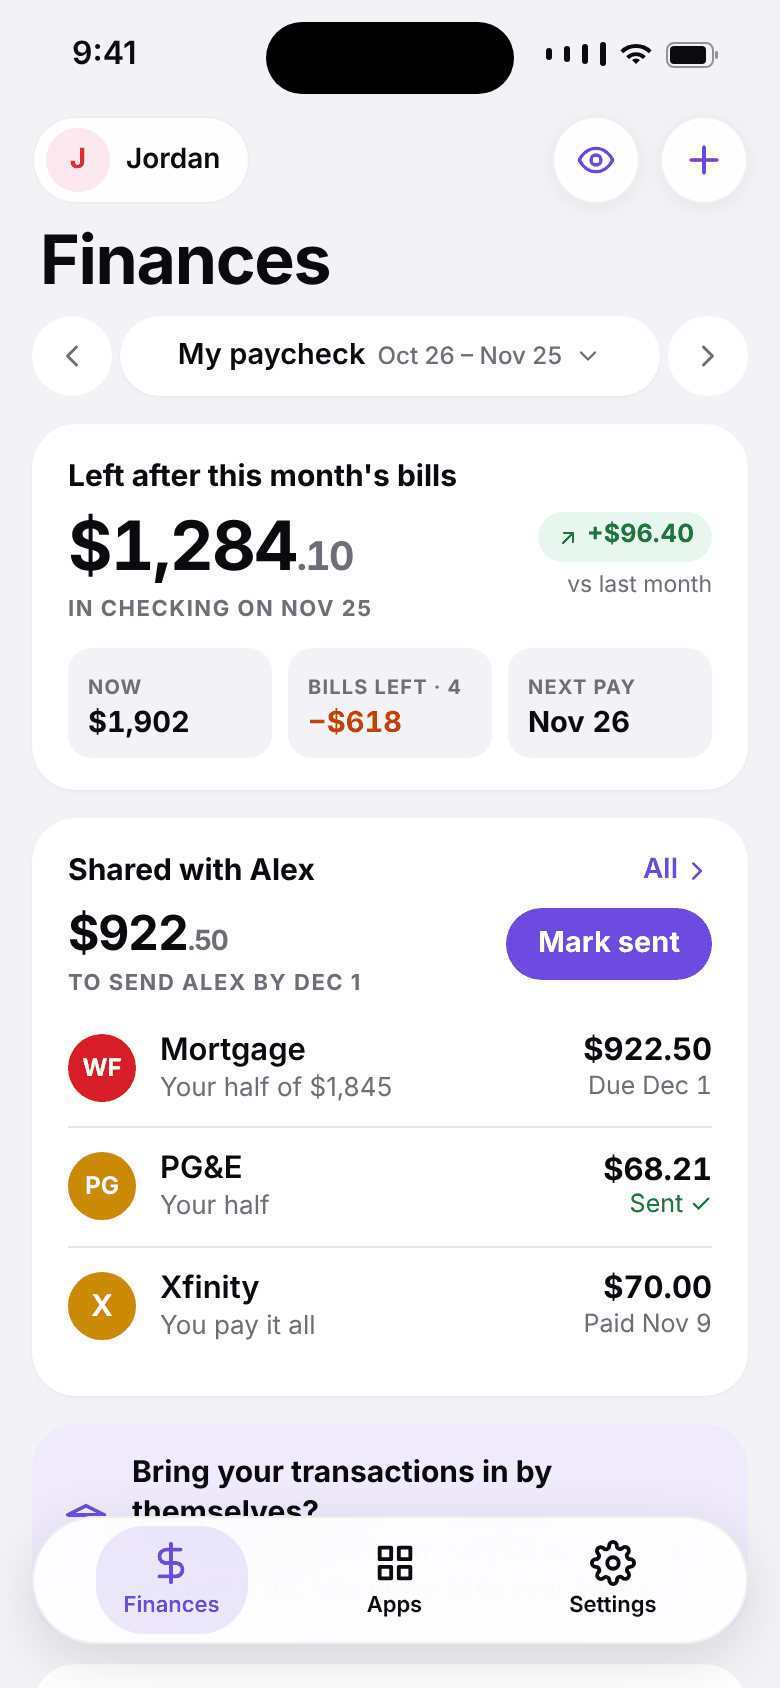 9:41
J Jordan
Finances
My paycheck Oct 26 – Nov 25
Left after this month's bills
$1,284.10
+$96.40
vs last month
IN CHECKING ON NOV 25
NOW
$1,902
BILLS LEFT · 4
−$618
NEXT PAY
Nov 26
Shared with Alex
All
$922.50
Mark sent
TO SEND ALEX BY DEC 1
WF
Mortgage
$922.50
Your half of $1,845
Due Dec 1
PG
PG&E
$68.21
Your half
Sent ✓
X
Xfinity
$70.00
You pay it all
Paid Nov 9
Bring your transactions in by
themselves?
Finances
Apps
Settings